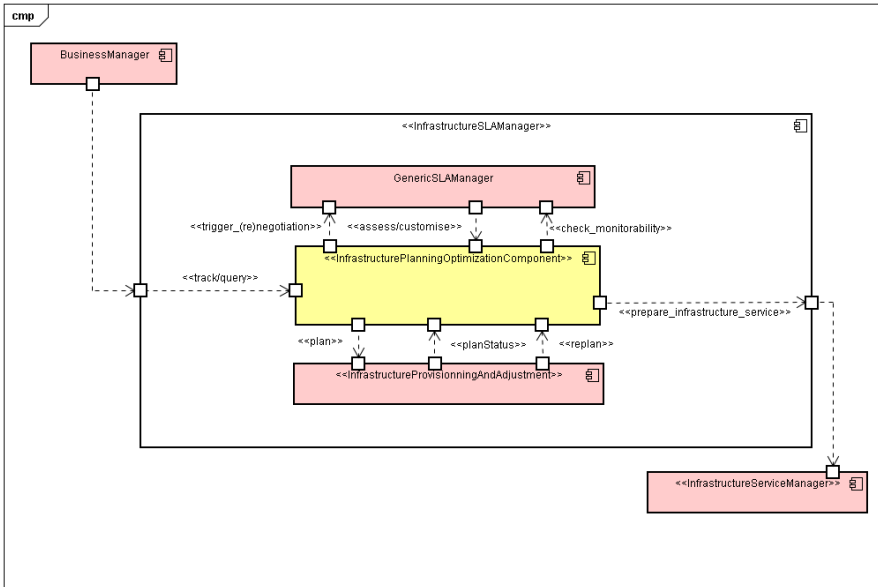 cmp
BusinessManager
<<InfrastructureSLAManager>>
GenericSLAManager
<<trigger_(re)negotiation>>
<<assess/customise>>
<<check_monitorability>>
<<InfrastructurePlanningOptimizationComponent>>
<<track/query>>
<<prepare_infrastructure_service>>
<<plan>>
<<planStatus>>
<<replan>>
<<InfrastructureProvisionningAndAdjustment>>
<<InfrastructureServiceManager>>